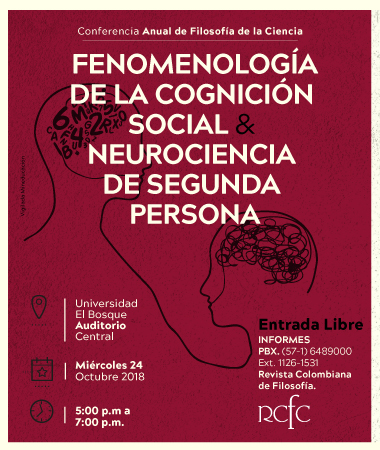 Conferencia Anual de Filosofía de la Ciencia
FENOMENOLOGÍA
DE LA COGNICIÓN
SOCIAL &
NEUROCIENCIA
DE SEGUNDA
PERSONA
Universidad
El Bosque
Auditorio
Central
Miércoles 24
Octubre 2018
5:00 p.m a
7:00 p.m.
Entrada Libre
INFORMES
PBX. (57-1) 6489000
Ext. 1126-1531
Revista Colombiana
de Filosofía.
RCFC